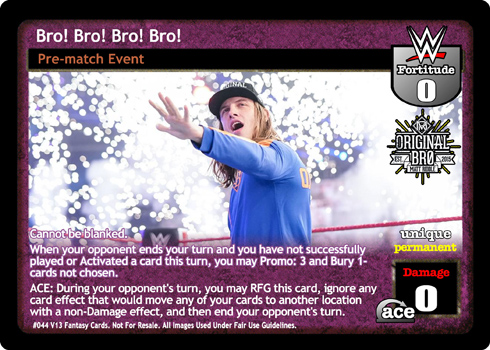 Bro! Bro! Bro! Bro!
Pre-match Event
Fortitude
0
ORIGINAL
BRO
EST. 2015
MATT RIDDLE
Cannot be blanked.
unique
permanent
When your opponent ends your turn and you have not successfully
played or Activated a card this turn, you may Promo: 3 and Bury 1-
cards not chosen.
ACE: During your opponent's turn, you may RFG this card, ignore any
card effect that would move any of your cards to another location
with a non-Damage effect, and then end your opponent's turn.
Damage
0
ace
#044 V13 Fantasy Cards. Not For Resale. All Images Used Under Fair Use Guidelines.